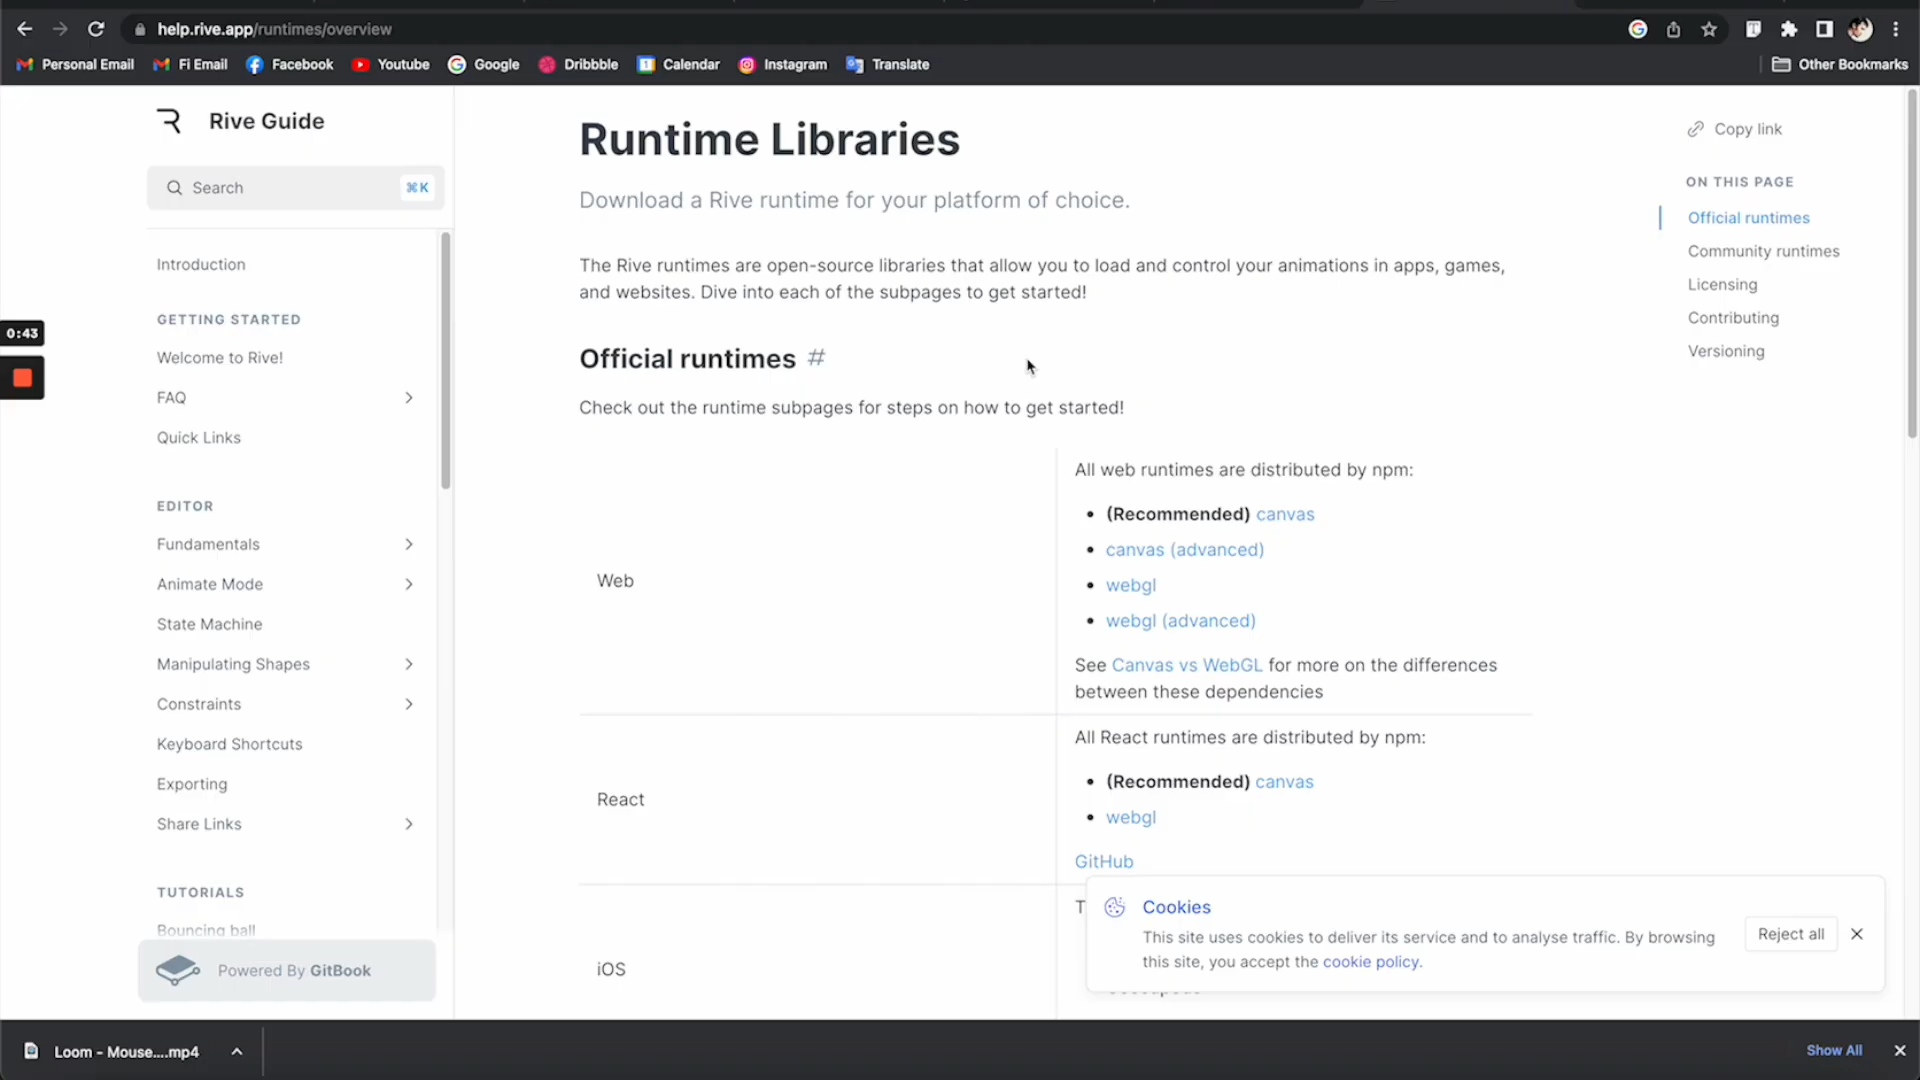 help.rive.app/runtimes/overview
Personal Email
Fi Email
Facebook
Youtube
Google
Dribbble
Calendar
Instagram
Translate
Other Bookmarks
Rive Guide
Search
⌘K
Introduction
GETTING STARTED
Welcome to Rive!
FAQ
Quick Links
EDITOR
Fundamentals
Animate Mode
State Machine
Manipulating Shapes
Constraints
Keyboard Shortcuts
Exporting
Share Links
TUTORIALS
Bouncing ball
Powered By GitBook
0:43
Runtime Libraries
Download a Rive runtime for your platform of choice.
The Rive runtimes are open-source libraries that allow you to load and control your animations in apps, games,
and websites. Dive into each of the subpages to get started!
Official runtimes #
Check out the runtime subpages for steps on how to get started!
Web
All web runtimes are distributed by npm:
• (Recommended) canvas
• canvas (advanced)
• webgl
• webgl (advanced)
See Canvas vs WebGL for more on the differences
between these dependencies
React
All React runtimes are distributed by npm:
• (Recommended) canvas
• webgl
GitHub
iOS
Copy link
ON THIS PAGE
Official runtimes
Community runtimes
Licensing
Contributing
Versioning
Cookies
This site uses cookies to deliver its service and to analyse traffic. By browsing
this site, you accept the cookie policy.
Reject all
Loom - Mouse....mp4
Show All